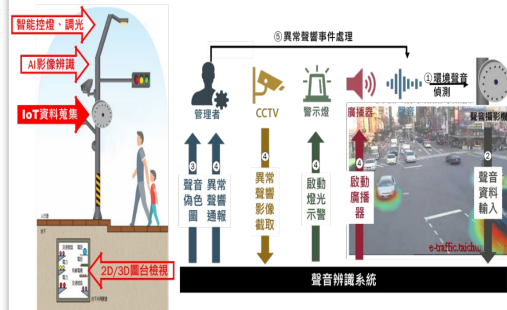 智能控燈、調光
AI影像辨識
IoT資料蒐集
2D/3D圖台檢視
⑤異常聲響事件處理
管理者
CCTV
警示燈
廣播器
聲音
①環境聲音
偵測
聲音攝影機
③
聲音
偽色
圖
④
異常
聲響
通報
④
異常
聲響
影像
截取
④
啟動
燈光
示警
④
啟動
廣播
器
②
聲音
資料
輸入
e-traffic.taichu
聲音辨識系統